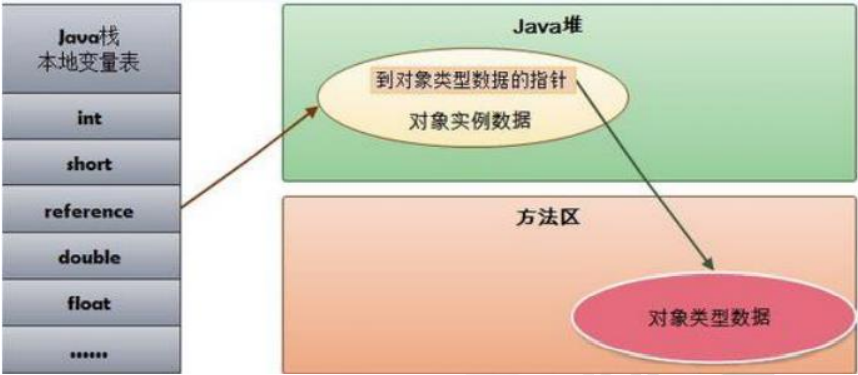 Java栈
本地变量表
int
short
reference
double
float
......
Java堆
到对象类型数据的指针
对象实例数据
方法区
对象类型数据